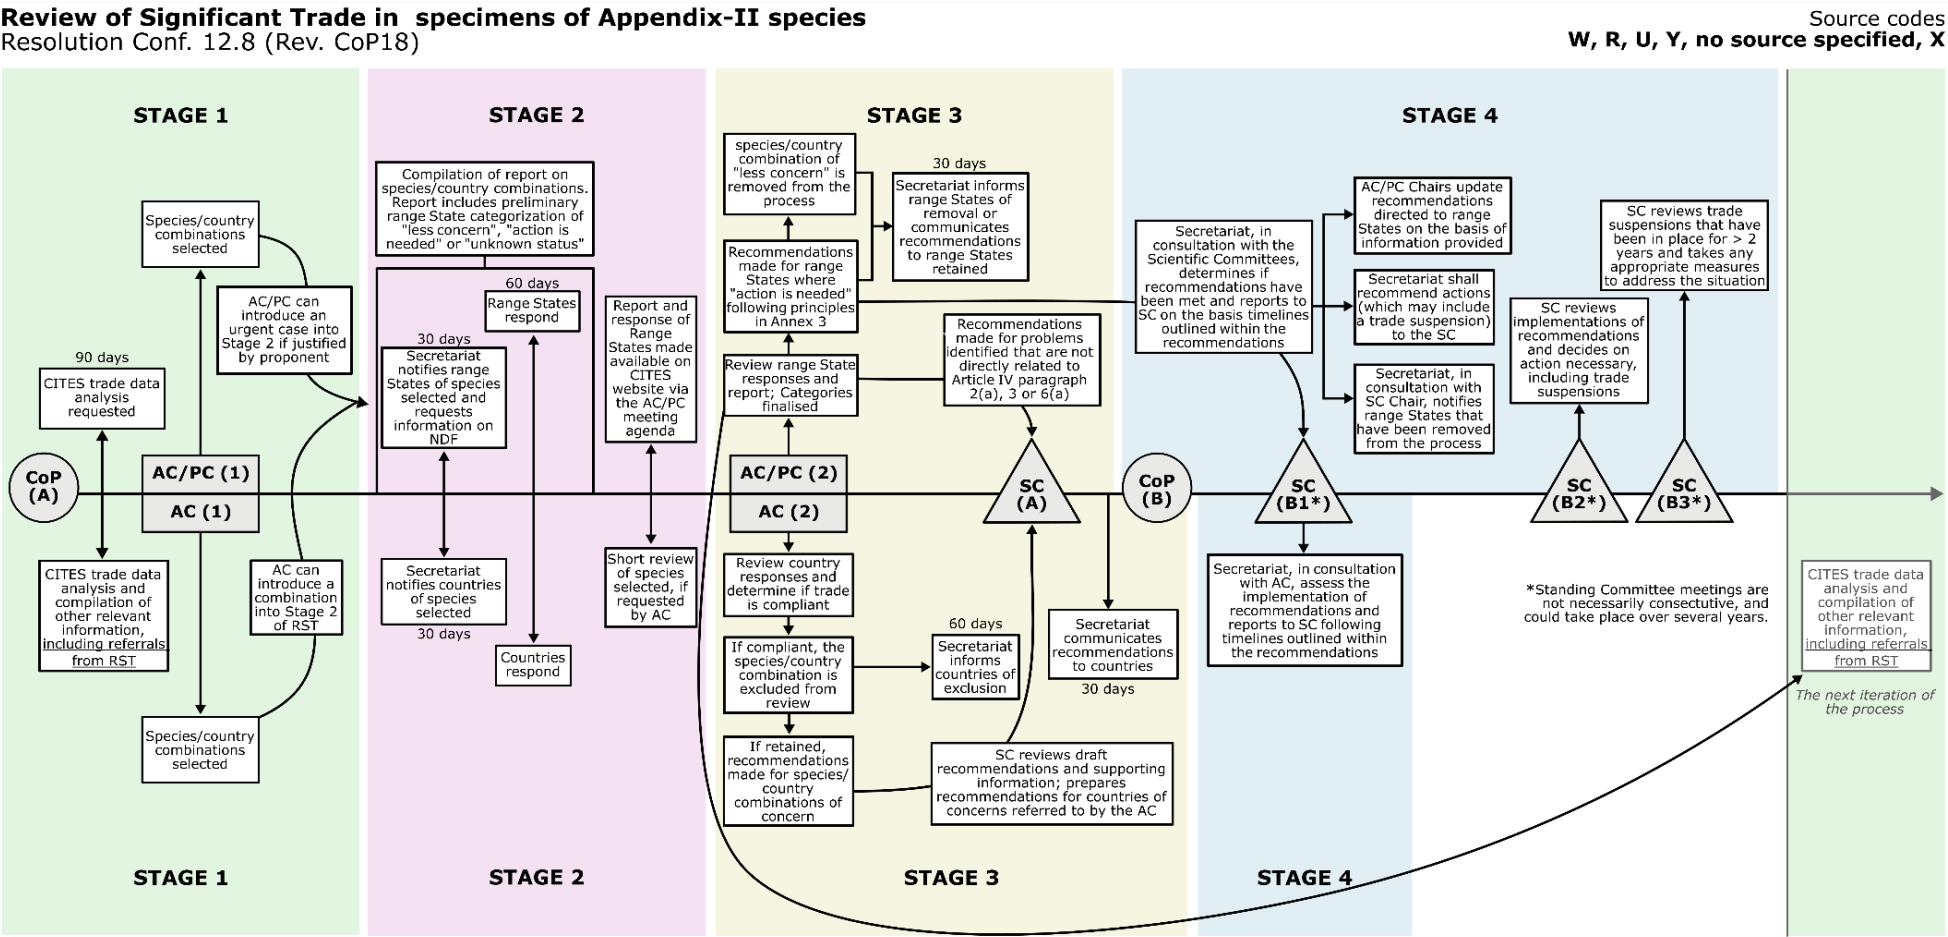 Review of Significant Trade in specimens of Appendix-II species
Resolution Conf. 12.8 (Rev. CoP18)
Source codes
W, R, U, Y, no source specified, X
STAGE 1
STAGE 2
STAGE 3
STAGE 4
Species/country
combinations
selected
AC/PC can
introduce an
urgent case into
Stage 2 if justified
by proponent
90 days
CITES trade data
analysis
requested
CoP
(A)
AC/PC (1)
AC (1)
CITES trade data
analysis and
compilation of
other relevant
information,
including referrals
from RST
AC can
introduce a
combination
into Stage 2
of RST
Species/country
combinations
selected
STAGE 1
Compilation of report on
species/country combinations.
Report includes preliminary
range State categorization of
"less concern", "action is
needed" or "unknown status"
60 days
Range States
respond
30 days
Secretariat
notifies range
States of species
selected and
requests
information on
NDF
Report and
response of
Range
States made
available on
CITES
website via
the AC/PC
meeting
agenda
Secretariat
notifies countries
of species
selected
30 days
Countries
respond
Short review
of species
selected, if
requested
by AC
STAGE 2
species/country
combination of
"less concern" is
removed from the
process
30 days
Secretariat informs
range States of
removal or
communicates
recommendations
to range States
retained
Recommendations
made for range
States where
"action is needed"
following principles
in Annex 3
Review range State
responses and
report; Categories
finalised
Recommendations
made for problems
identified that are not
directly related to
Article IV paragraph
2(a), 3 or 6(a)
AC/PC (2)
AC (2)
SC
(A)
CoP
(B)
Review country
responses and
determine if trade
is compliant
If compliant, the
species/country
combination is
excluded from
review
60 days
Secretariat
informs
countries of
exclusion
Secretariat
communicates
recommendations
to countries
30 days
If retained,
recommendations
made for species/
country
combinations of
concern
SC reviews draft
recommendations and supporting
information; prepares
recommendations for countries of
concerns referred to by the AC
STAGE 3
Secretariat, in
consultation with the
Scientific Committees,
determines if
recommendations have
been met and reports to
SC on the basis timelines
outlined within the
recommendations
AC/PC Chairs update
recommendations
directed to range
States on the basis of
information provided
Secretariat shall
recommend actions
(which may include
a trade suspension)
to the SC
Secretariat, in
consultation with
SC Chair, notifies
range States that
have been removed
from the process
SC reviews
implementations of
recommendations
and decides on
action necessary,
including trade
suspensions
SC reviews trade
suspensions that have
been in place for > 2
years and takes any
appropriate measures
to address the situation
SC
(B1*)
SC
(B2*)
SC
(B3*)
Secretariat, in consultation
with AC, assess the
implementation of
recommendations and
reports to SC following
timelines outlined within
the recommendations
*Standing Committee meetings are
not necessarily consecutive, and
could take place over several years.
STAGE 4
CITES trade data
analysis and
compilation of
other relevant
information,
including referrals
from RST
The next iteration of
the process